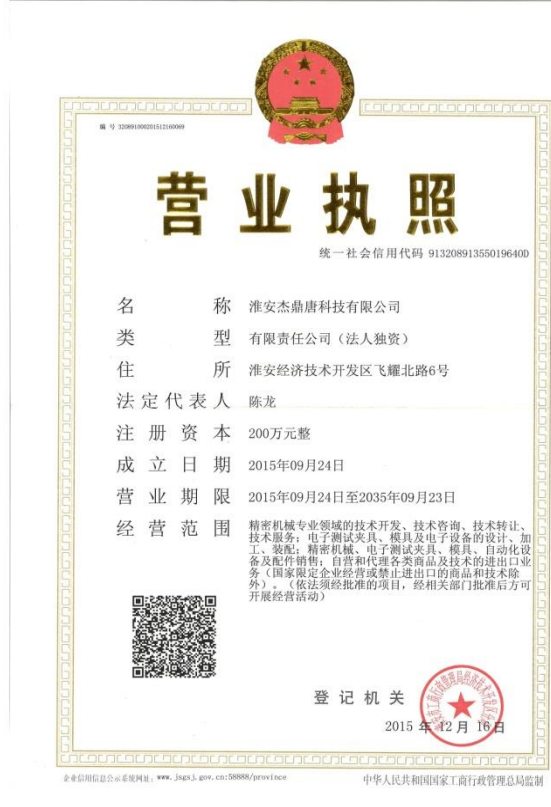 编 号 320891000201512160069
营业执照
统一社会信用代码 91320891355019640D
名称 淮安杰鼎唐科技有限公司
类型 有限责任公司（法人独资）
住所 淮安经济技术开发区飞耀北路6号
法定代表人 陈龙
注册资本 200万元整
成立日期 2015年09月24日
营业期限 2015年09月24日至2035年09月23日
经营范围 精密机械专业领域的技术开发、技术咨询、技术转让、
技术服务；电子测试夹具、模具及电子设备的设计、加
工、装配；精密机械、电子测试夹具、模具、自动化设
备及配件销售；自营和代理各类商品及技术的进出口业
务（国家限定企业经营或禁止进出口的商品和技术除
外）。（依法须经批准的项目，经相关部门批准后方可
开展经营活动）
登记机关
2015 年 12 月 16 日
企业信用信息公示系统网址：www.jsgsj.gov.cn:58888/province
中华人民共和国国家工商行政管理总局监制